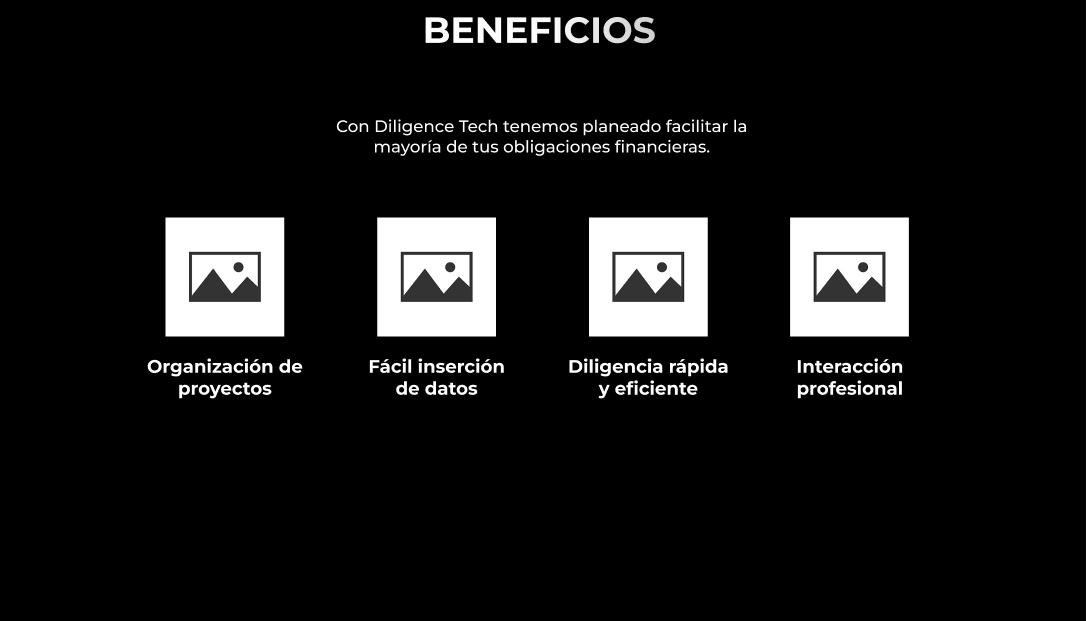 BENEFICIOS
Con Diligence Tech tenemos planeado facilitar la
mayoría de tus obligaciones financieras.
Organización de
proyectos
Fácil inserción
de datos
Diligencia rápida
y eficiente
Interacción
profesional